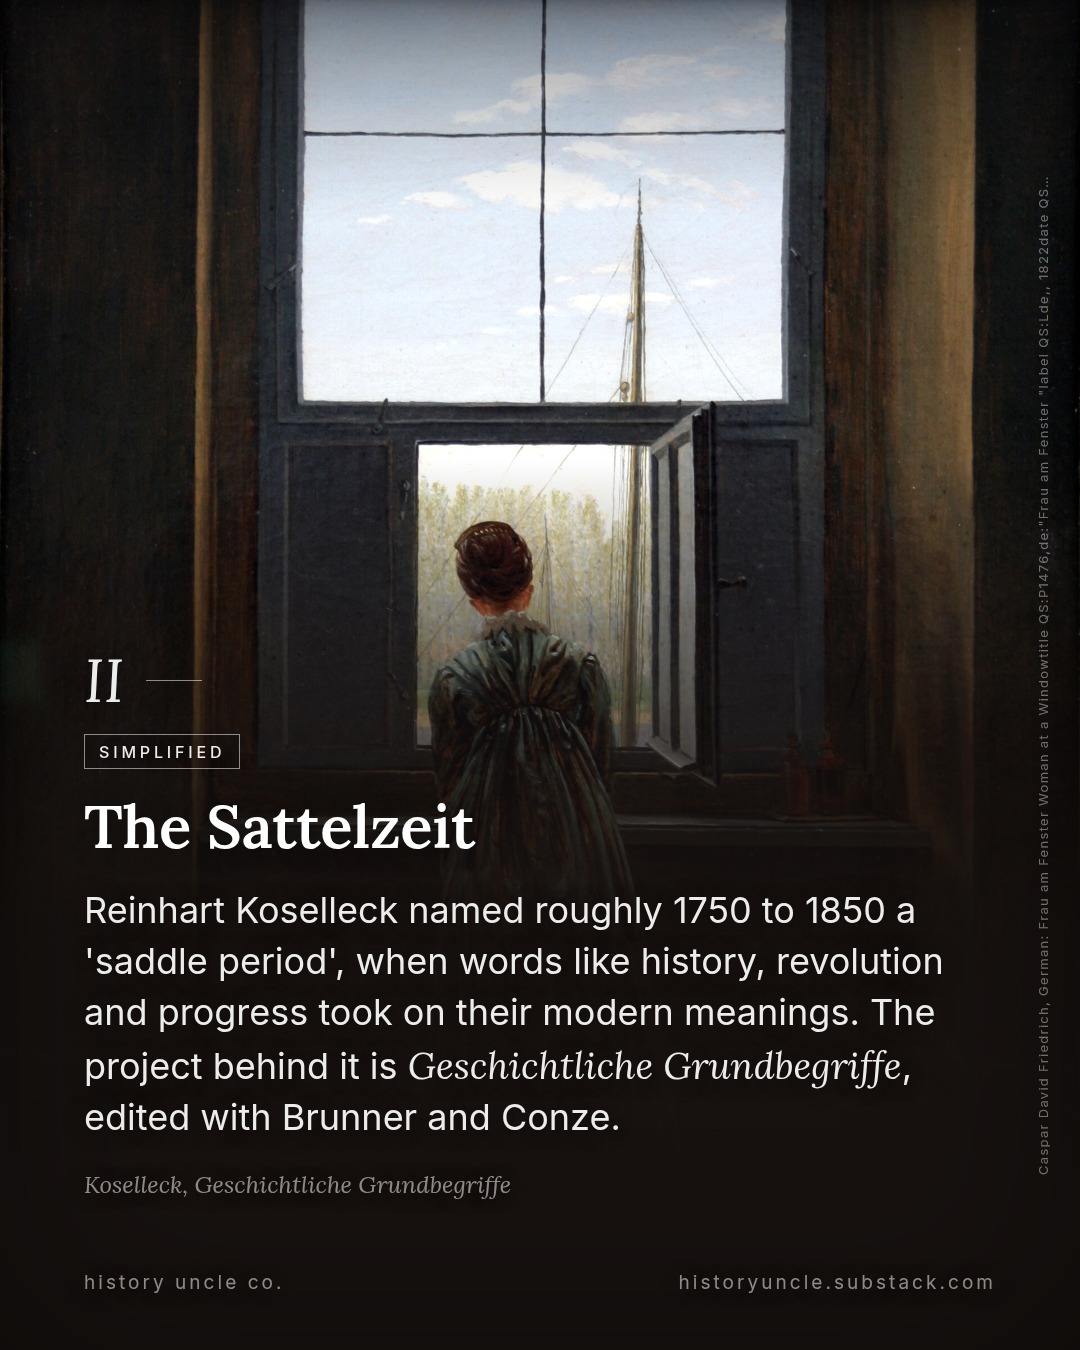 II
SIMPLIFIED
The Sattelzeit
Reinhart Koselleck named roughly 1750 to 1850 a
'saddle period', when words like history, revolution
and progress took on their modern meanings. The
project behind it is Geschichtliche Grundbegriffe,
edited with Brunner and Conze.
Koselleck, Geschichtliche Grundbegriffe
history uncle co.
historyuncle.substack.com
Caspar David Friedrich, German: Frau am Fenster Woman at a Windowtitle QS:P1476,de:"Frau am Fenster "label QS:Lde,, 1822date QS…